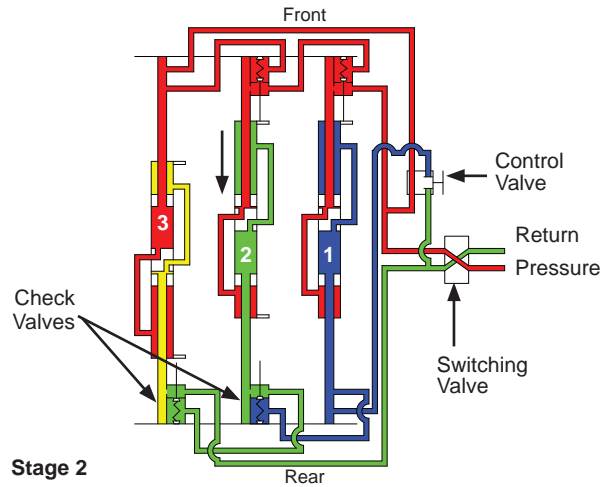 Front
Control
Valve
3
2
1
Return
Pressure
Check
Valves
Switching
Valve
Stage 2
Rear